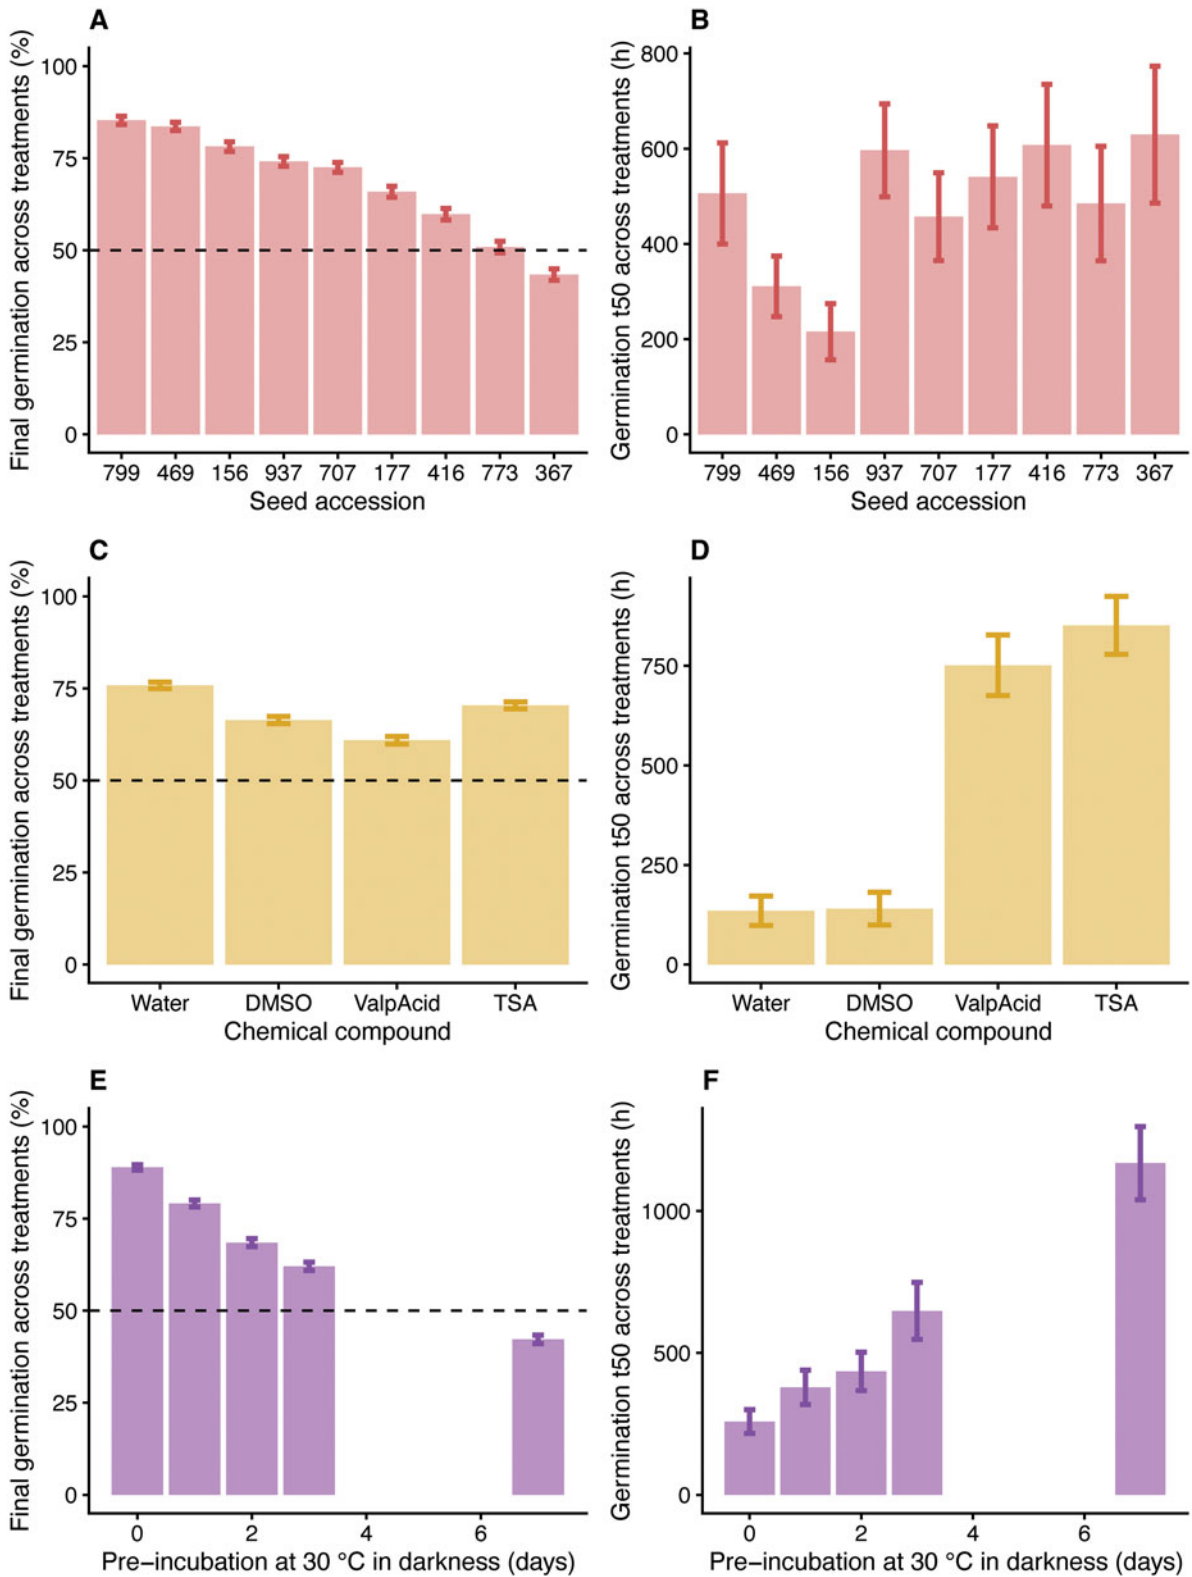 A
Final germination across treatments (%)
100
75
50
25
0
799 469 156 937 707 177 416 773 367
Seed accession
B
Germination t50 across treatments (h)
800
600
400
200
0
799 469 156 937 707 177 416 773 367
Seed accession
C
Final germination across treatments (%)
100
75
50
25
0
Water DMSO ValpAcid TSA
Chemical compound
D
Germination t50 across treatments (h)
750
500
250
0
Water DMSO ValpAcid TSA
Chemical compound
E
Final germination across treatments (%)
100
75
50
25
0
0 2 4 6
Pre−incubation at 30 °C in darkness (days)
F
Germination t50 across treatments (h)
1000
500
0
0 2 4 6
Pre−incubation at 30 °C in darkness (days)